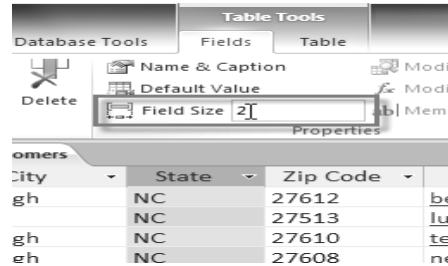 Table Tools
Database Tools Fields Table
Name & Caption Modi
Default Value fx Modi
Delete
Field Size 2 ab Mem
Properties
omers
City State Zip Code
gh NC 27612 be
NC 27513 lu
gh NC 27610 te
gh NC 27608 ne